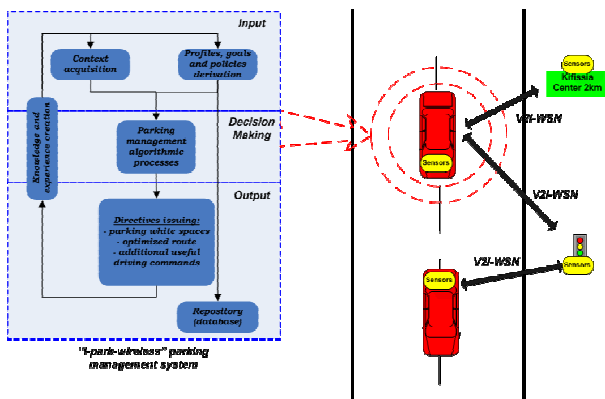 Input
Context
acquisition
Profiles, goals
and policies
derivation
Knowledge and
experience creation
Decision
Making
Parking
management
algorithmic
processes
Output
Directives issuing:
- parking white spaces
- optimized route
- additional useful
driving commands
Repository
(database)
"i-park-wireless" parking
management system
Sensors
Sensors
Sensors
Kifissia
Center 2km
V2I-WSN
V2I-WSN
V2I-WSN
Sensors